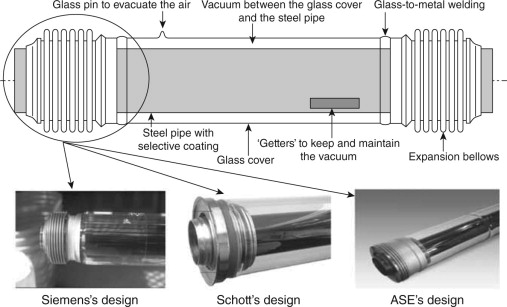 Glass pin to evacuate the air
Vacuum between the glass cover
and the steel pipe
Glass-to-metal welding
Steel pipe with
selective coating
Glass cover
'Getters' to keep and maintain
the vacuum
Expansion bellows
Siemens's design
Schott's design
ASE's design